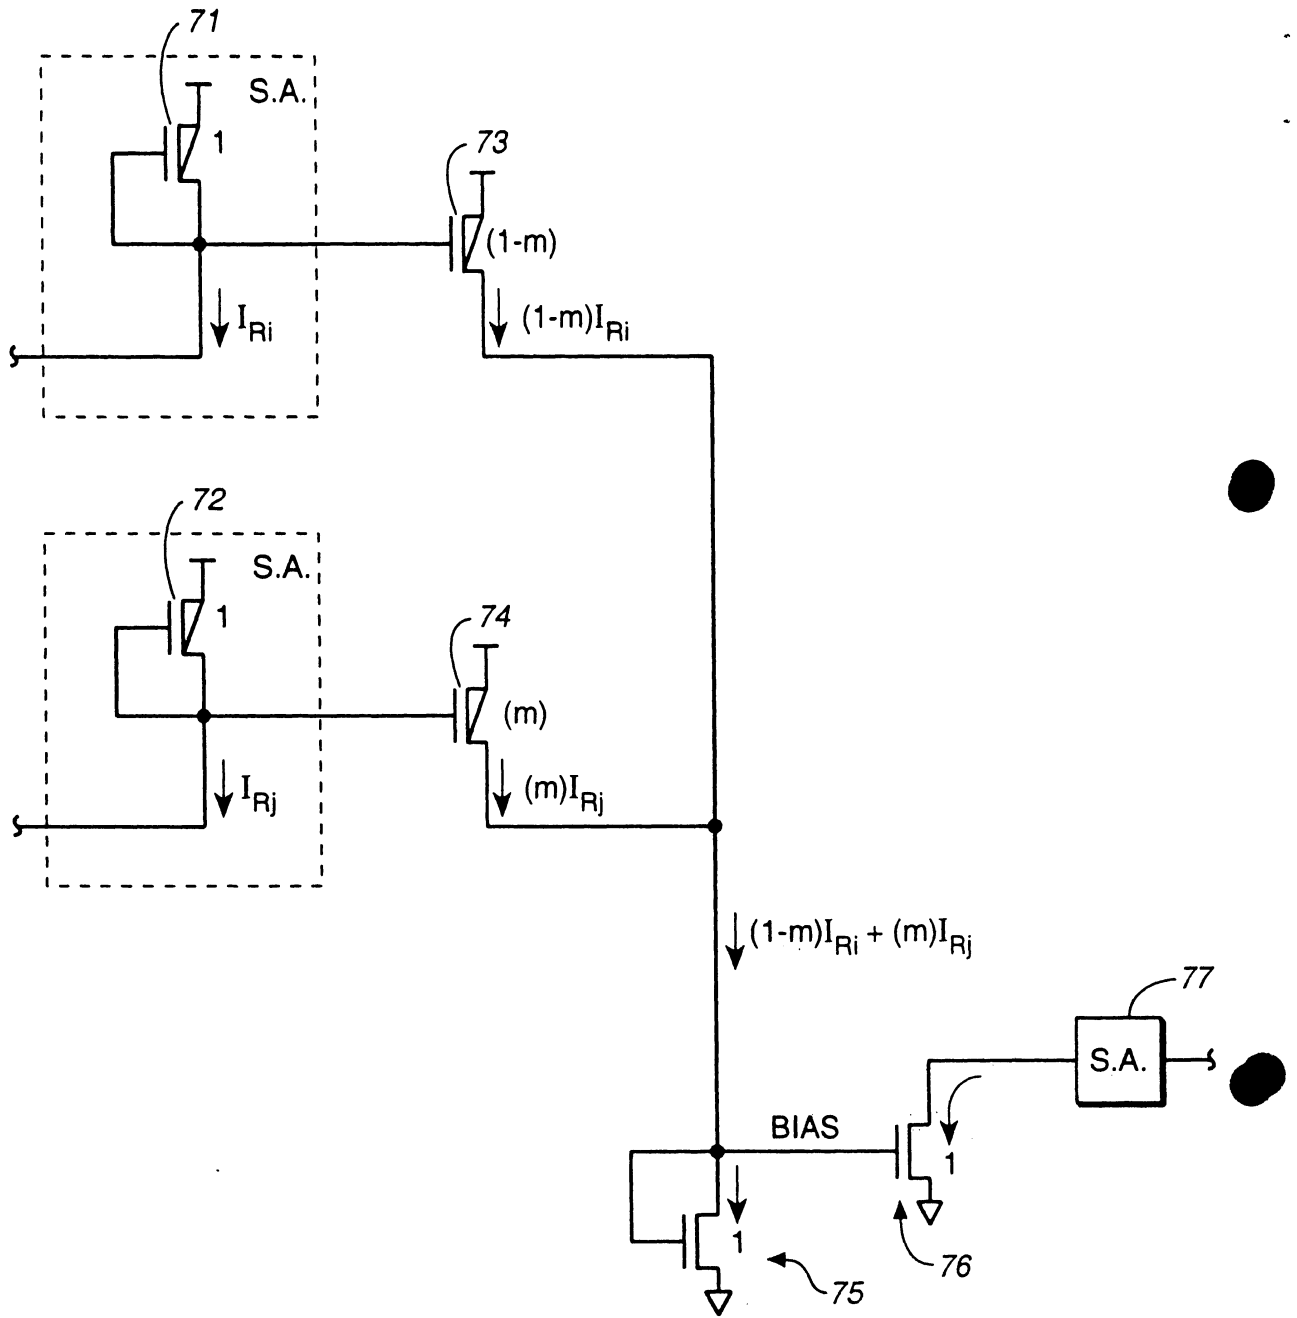 71
S.A.
1
73
(1-m)
I_Ri
(1-m)I_Ri
72
S.A.
1
74
(m)
I_Rj
(m)I_Rj
(1-m)I_Ri + (m)I_Rj
77
S.A.
BIAS
1
1
76
75